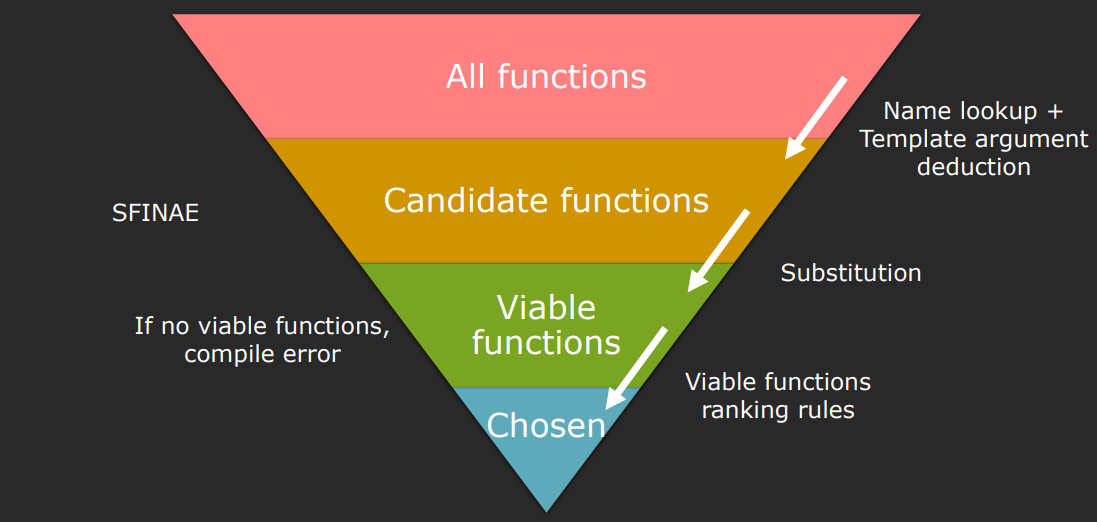 All functions
Name lookup +
Template argument
deduction
Candidate functions
SFINAE
Substitution
Viable
functions
If no viable functions,
compile error
Viable functions
ranking rules
Chosen